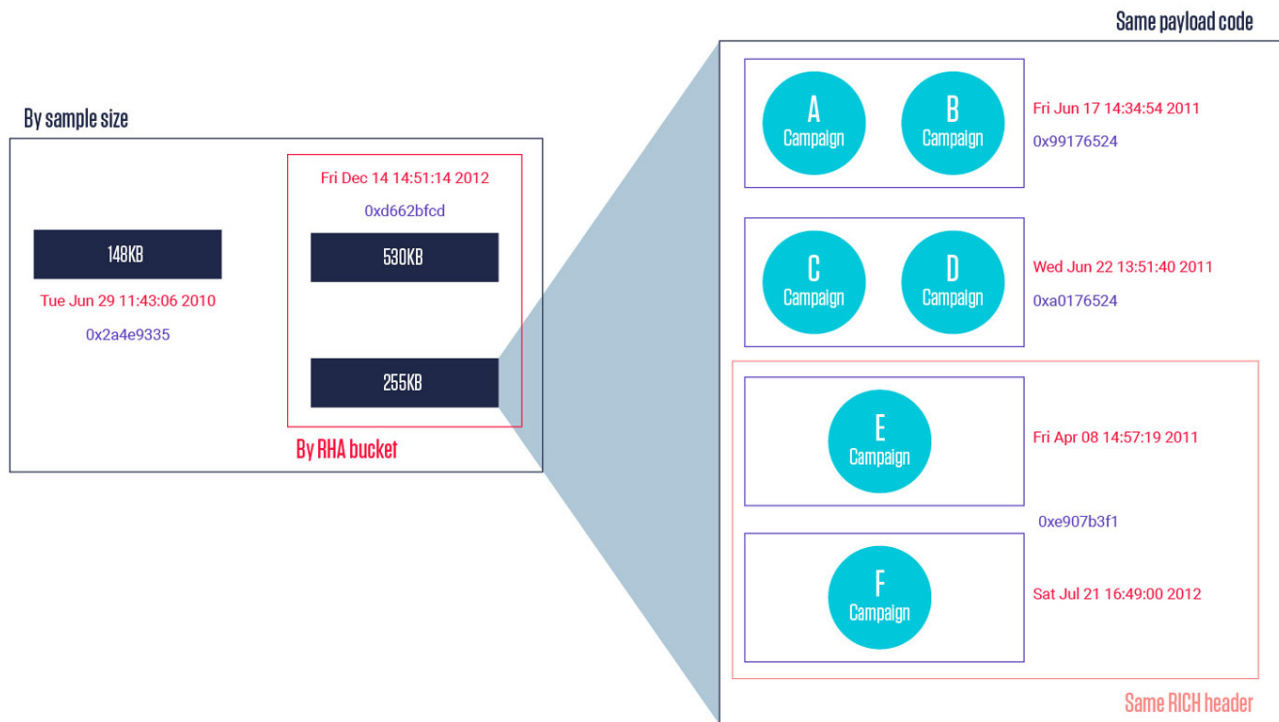 Same payload code
By sample size
Fri Dec 14 14:51:14 2012
0xd662bfcd
148KB
530KB
Tue Jun 29 11:43:06 2010
0x2a4e9335
255KB
By RHA bucket
A
Campaign
B
Campaign
Fri Jun 17 14:34:54 2011
0x99176524
C
Campaign
D
Campaign
Wed Jun 22 13:51:40 2011
0xa0176524
E
Campaign
Fri Apr 08 14:57:19 2011
0xe907b3f1
F
Campaign
Sat Jul 21 16:49:00 2012
Same RICH header